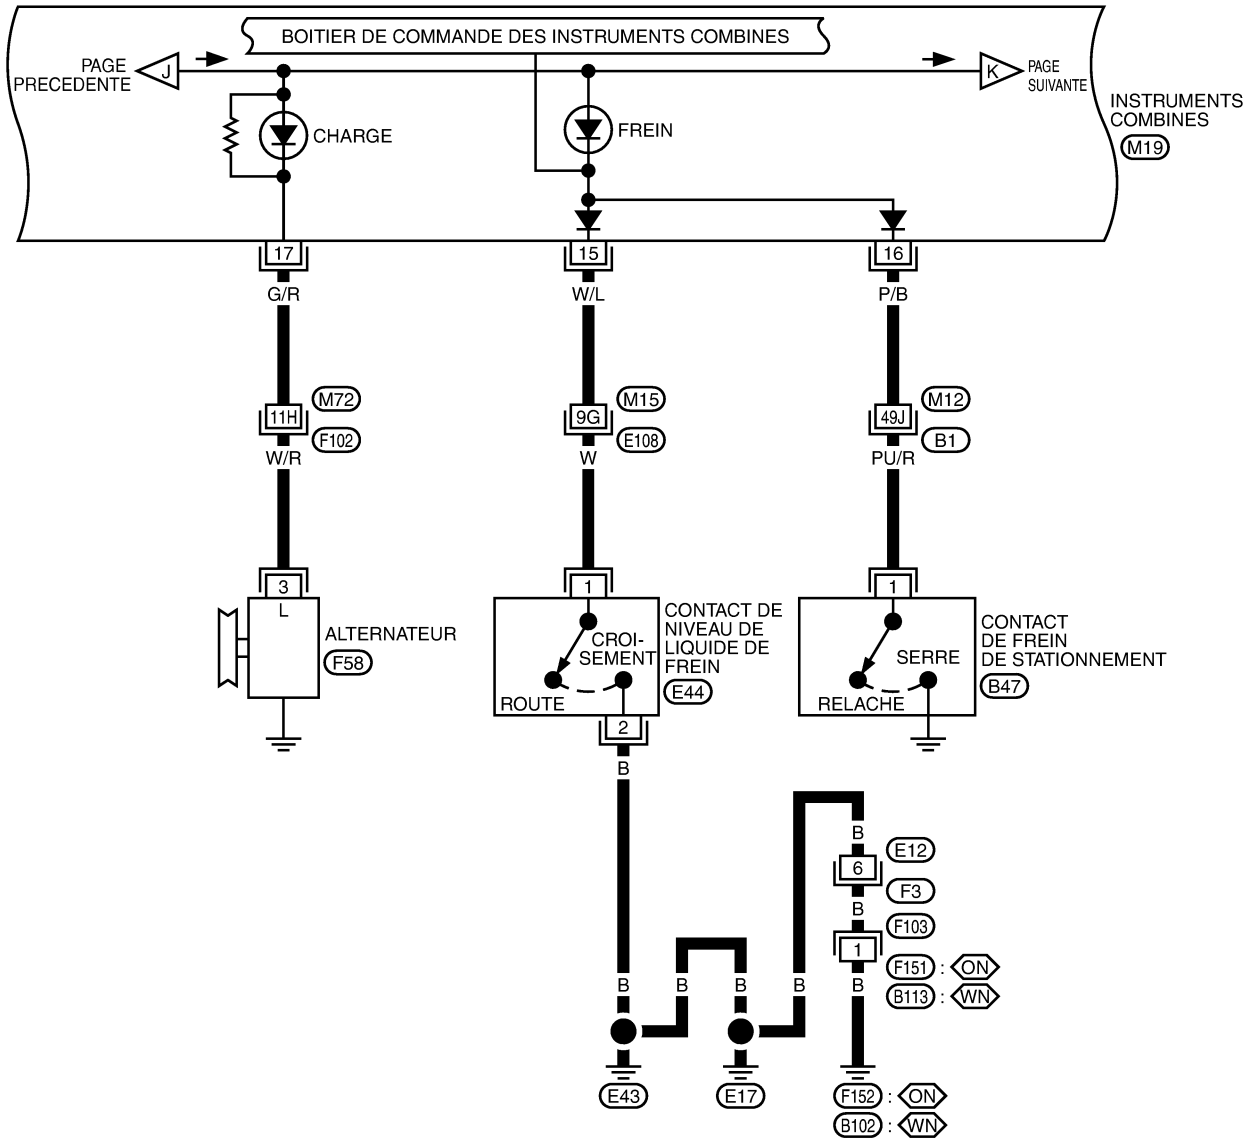 BOITIER DE COMMANDE DES INSTRUMENTS COMBINES
PAGE
PRECEDENTE
J
K
PAGE
SUIVANTE
INSTRUMENTS
COMBINES
M19
CHARGE
FREIN
17
15
16
G/R
W/L
P/B
M72
M15
M12
11H
9G
49J
F102
E108
B1
W/R
W
PU/R
3
1
1
L
ALTERNATEUR
F58
CROI-
SEMENT
ROUTE
CONTACT DE
NIVEAU DE
LIQUIDE DE
FREIN
E44
SERRE
RELACHE
CONTACT
DE FREIN
DE STATIONNEMENT
B47
2
B
B
E12
6
F3
B
F103
1
F151 : ON
B B B B B
B113 : WN
E43
E17
F152 : ON
B102 : WN